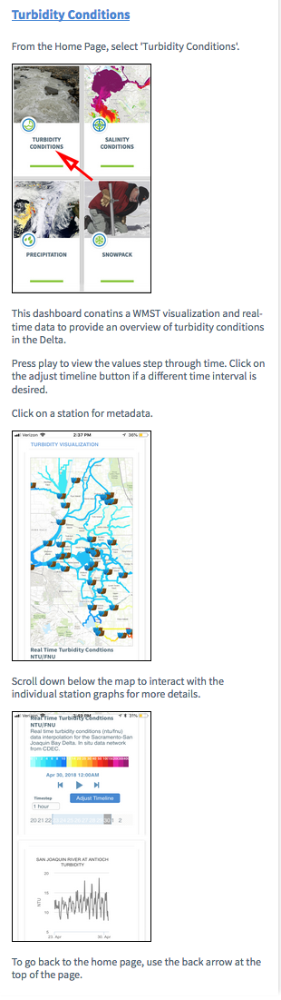 Turbidity Conditions
From the Home Page, select 'Turbidity Conditions'.
TURBIDITY
CONDITIONS
SALINITY
CONDITIONS
PRECIPITATION
SNOWPACK
This dashboard conatins a WMST visualization and real-
time data to provide an overview of turbidity conditions
in the Delta.
Press play to view the values step through time. Click on
the adjust timeline button if a different time interval is
desired.
Click on a station for metadata.
Verizon 2:37 PM 36%
TURBIDITY VISUALIZATION
Real Time Turbidity Condtions
NTU/FNU
Scroll down below the map to interact with the
individual station graphs for more details.
Verizon 31%
Real Time Turbidity Condtions
NTU/FNU
Real time turbidity conditions (ntu/fnu)
data interpolation for the Sacramento-San
Joaquin Bay Delta. In situ data network
from CDEC.
Apr 30, 2018 12:00AM
Timestep
Adjust Timeline
1 hour
20 21 22 30 1 2
SAN JOAQUIN RIVER AT ANTIOCH
TURBIDITY
20
15
NTU
10
5
23. Apr 30. Apr
To go back to the home page, use the back arrow at the
top of the page.